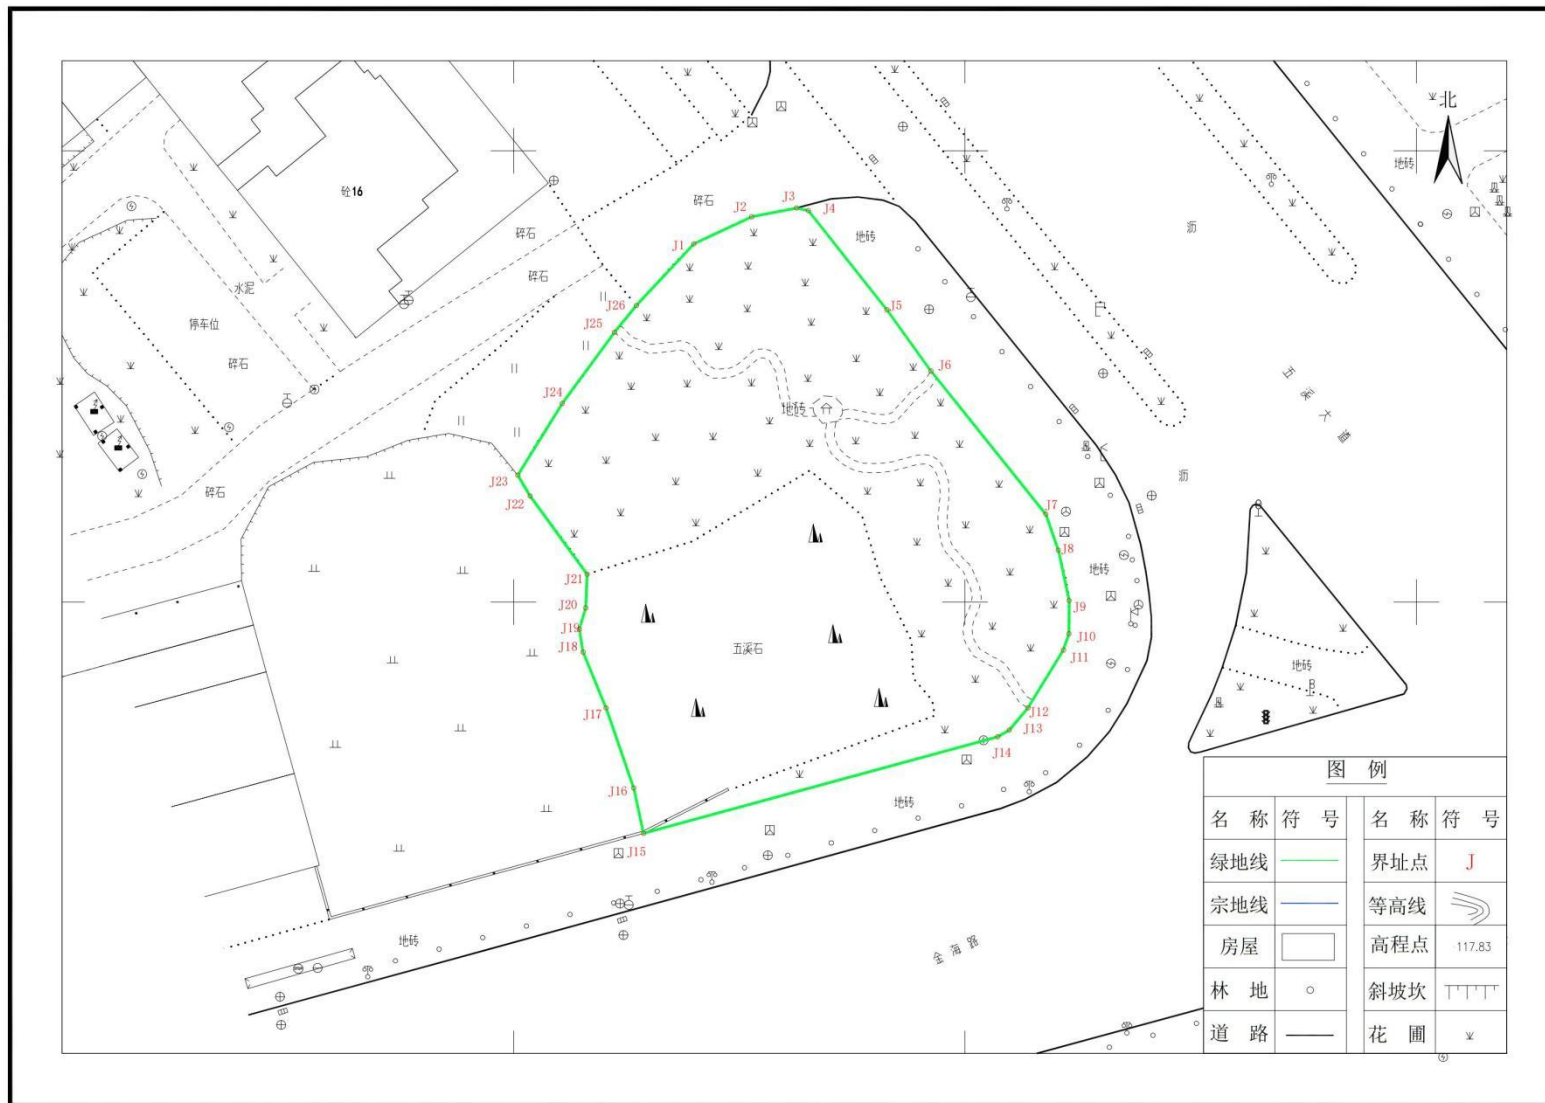 北
地砖
砼16
碎石
J3
J2
J4
地砖
碎石
J1
沥
碎石
水泥
J26
J5
停车位
J25
碎石
J6
五溪大道
J24
地砖
沥
J23
碎石
J22
J7
J8
地砖
J21
J9
J20
J19
J10
J18
五溪石
J11
地砖
J17
J12
J13
J14
J16
地砖
J15
地砖
金海路
图 例
名 称 符 号 名 称 符 号
绿地线 界址点 J
宗地线 等高线
房屋 高程点 117.83
林 地 斜坡坎
道 路 花 圃